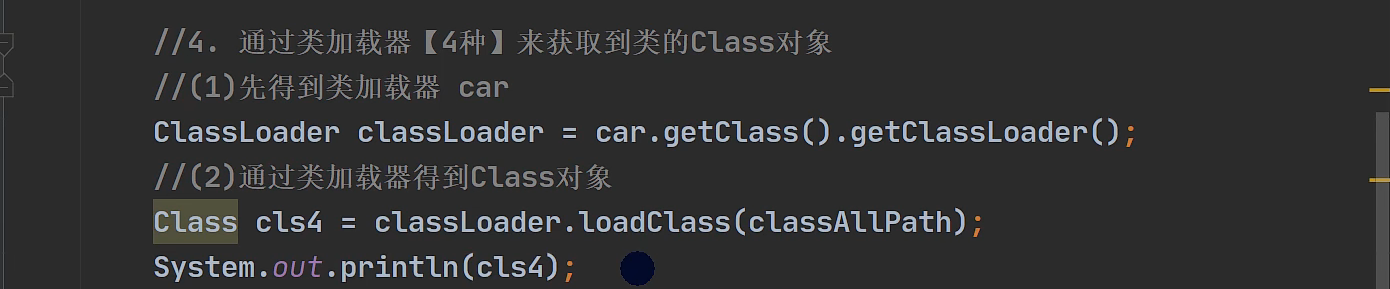 //4. 通过类加载器【4种】来获取到类的Class对象
//(1)先得到类加载器 car
ClassLoader classLoader = car.getClass().getClassLoader();
//(2)通过类加载器得到Class对象
Class cls4 = classLoader.loadClass(classAllPath);
System.out.println(cls4);